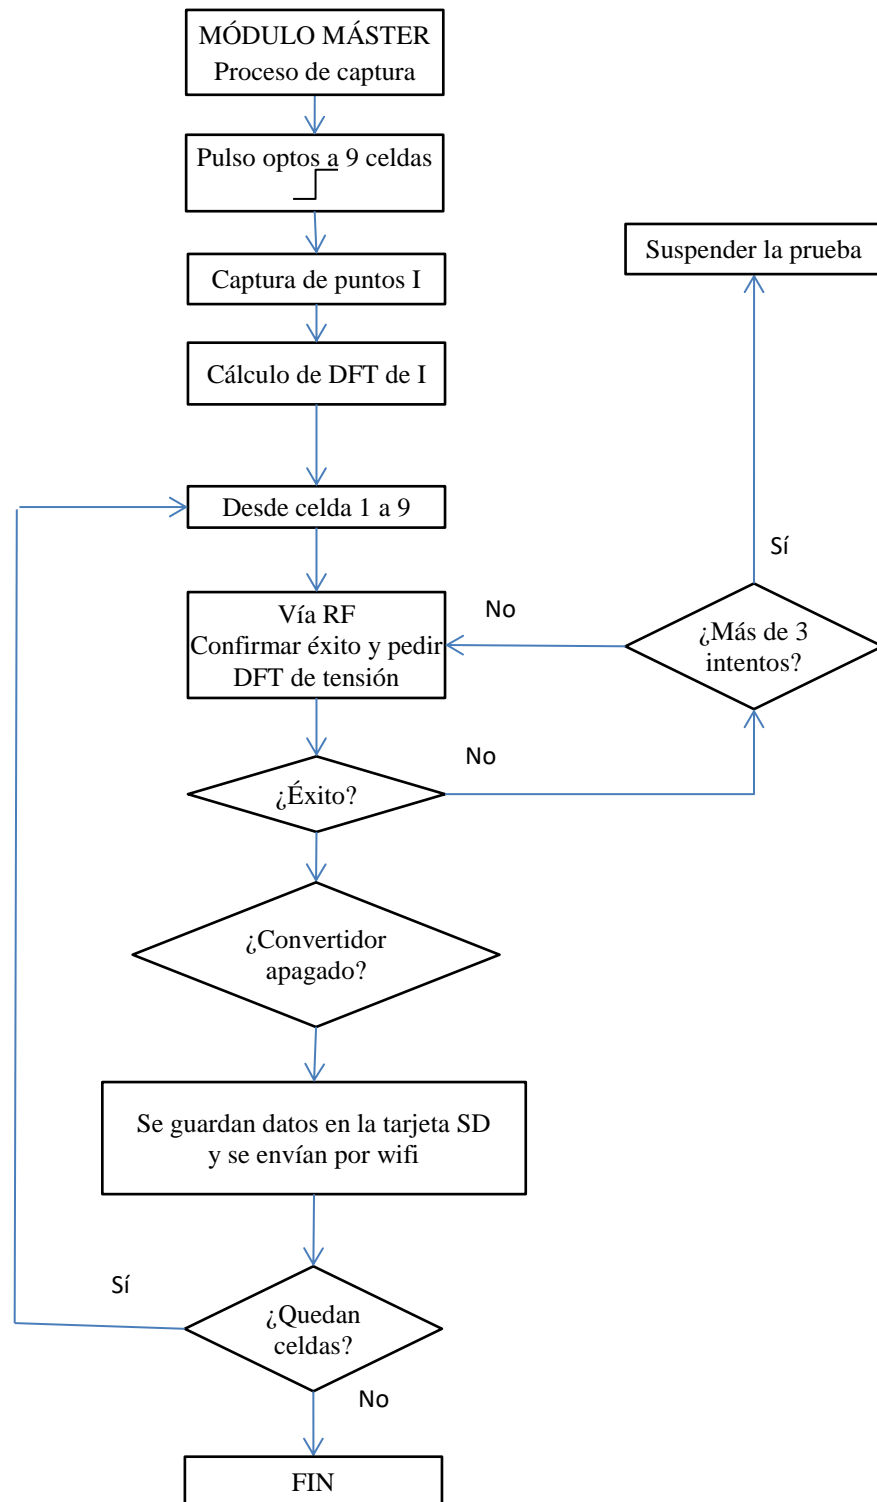 MÓDULO MÁSTER
Proceso de captura
Pulso optos a 9 celdas
Suspender la prueba
Captura de puntos I
Cálculo de DFT de I
Desde celda 1 a 9
Sí
Vía RF
Confirmar éxito y pedir
DFT de tensión
No
¿Más de 3
intentos?
No
¿Éxito?
¿Convertidor
apagado?
Se guardan datos en la tarjeta SD
y se envían por wifi
Sí
¿Quedan
celdas?
No
FIN